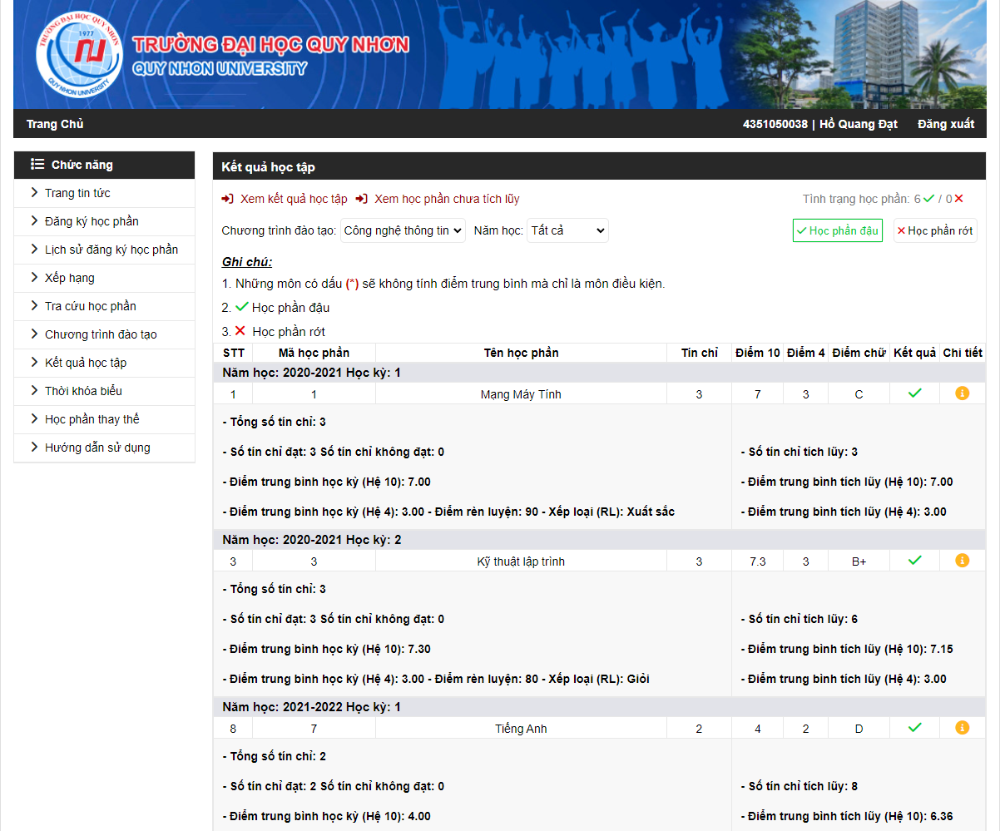 TRƯỜNG ĐẠI HỌC QUY NHƠN
1977
QUY NHON UNIVERSITY
TRƯỜNG ĐẠI HỌC QUY NHƠN
QUY NHON UNIVERSITY
Trang Chủ 4351050038 | Hồ Quang Đạt Đăng xuất
Chức năng
Trang tin tức
Đăng ký học phần
Lịch sử đăng ký học phần
Xếp hạng
Tra cứu học phần
Chương trình đào tạo
Kết quả học tập
Thời khóa biểu
Học phần thay thế
Hướng dẫn sử dụng
Kết quả học tập
Xem kết quả học tập Xem học phần chưa tích lũy Tình trạng học phần: 6 / 0
Chương trình đào tạo: Công nghệ thông tin Năm học: Tất cả Học phần đậu Học phần rớt
Ghi chú:
1. Những môn có dấu (*) sẽ không tính điểm trung bình mà chỉ là môn điều kiện.
2. Học phần đậu
3. Học phần rớt
STT Mã học phần Tên học phần Tín chỉ Điểm 10 Điểm 4 Điểm chữ Kết quả Chi tiết
Năm học: 2020-2021 Học kỳ: 1
1 1 Mạng Máy Tính 3 7 3 C
- Tổng số tín chỉ: 3
- Số tín chỉ đạt: 3 Số tín chỉ không đạt: 0 - Số tín chỉ tích lũy: 3
- Điểm trung bình học kỳ (Hệ 10): 7.00 - Điểm trung bình tích lũy (Hệ 10): 7.00
- Điểm trung bình học kỳ (Hệ 4): 3.00 - Điểm rèn luyện: 90 - Xếp loại (RL): Xuất sắc - Điểm trung bình tích lũy (Hệ 4): 3.00
Năm học: 2020-2021 Học kỳ: 2
3 3 Kỹ thuật lập trình 3 7.3 3 B+
- Tổng số tín chỉ: 3
- Số tín chỉ đạt: 3 Số tín chỉ không đạt: 0 - Số tín chỉ tích lũy: 6
- Điểm trung bình học kỳ (Hệ 10): 7.30 - Điểm trung bình tích lũy (Hệ 10): 7.15
- Điểm trung bình học kỳ (Hệ 4): 3.00 - Điểm rèn luyện: 80 - Xếp loại (RL): Giỏi - Điểm trung bình tích lũy (Hệ 4): 3.00
Năm học: 2021-2022 Học kỳ: 1
8 7 Tiếng Anh 2 4 2 D
- Tổng số tín chỉ: 2
- Số tín chỉ đạt: 2 Số tín chỉ không đạt: 0 - Số tín chỉ tích lũy: 8
- Điểm trung bình học kỳ (Hệ 10): 4.00 - Điểm trung bình tích lũy (Hệ 10): 6.36